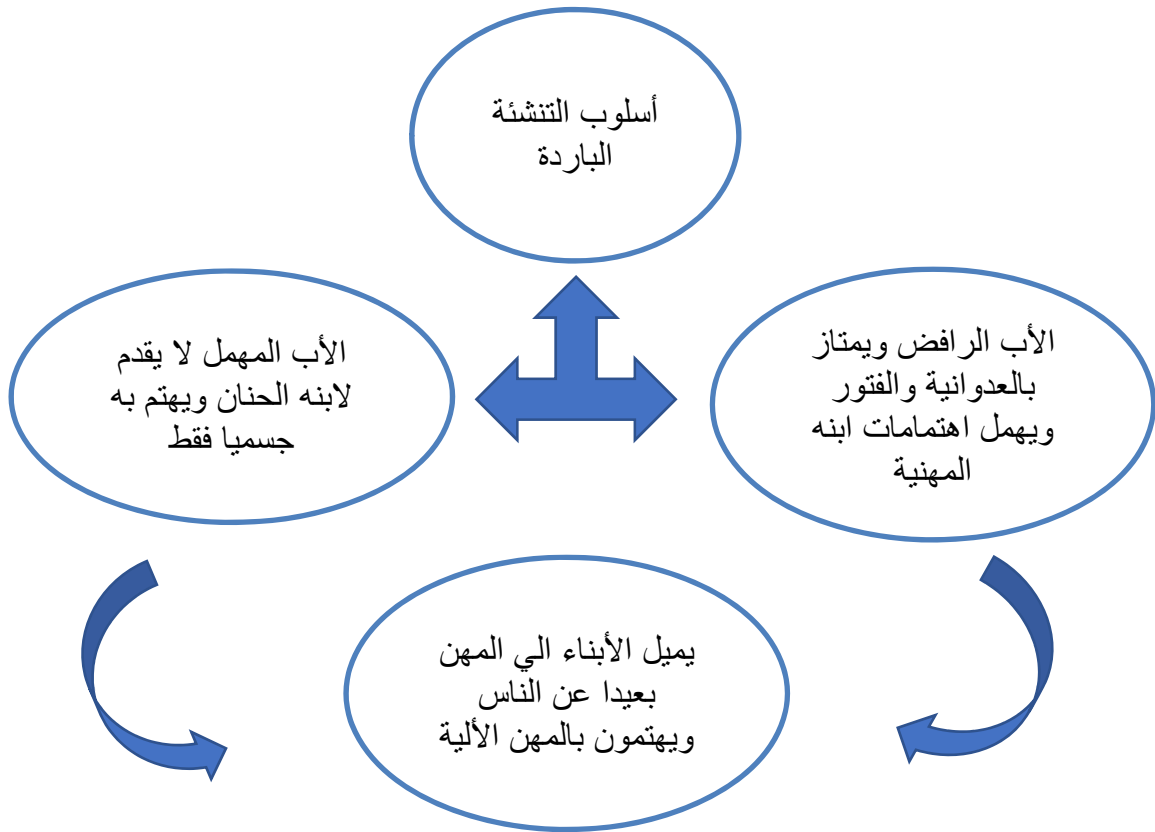 أسلوب التنشئة
الباردة
الأب الرافض ويمتاز
بالعدوانية والفتور
ويهمل اهتمامات ابنه
المهنية
الأب المهمل لا يقدم
لابنه الحنان ويهتم به
جسميا فقط
يميل الأبناء الي المهن
بعيدا عن الناس
ويهتمون بالمهن الألية